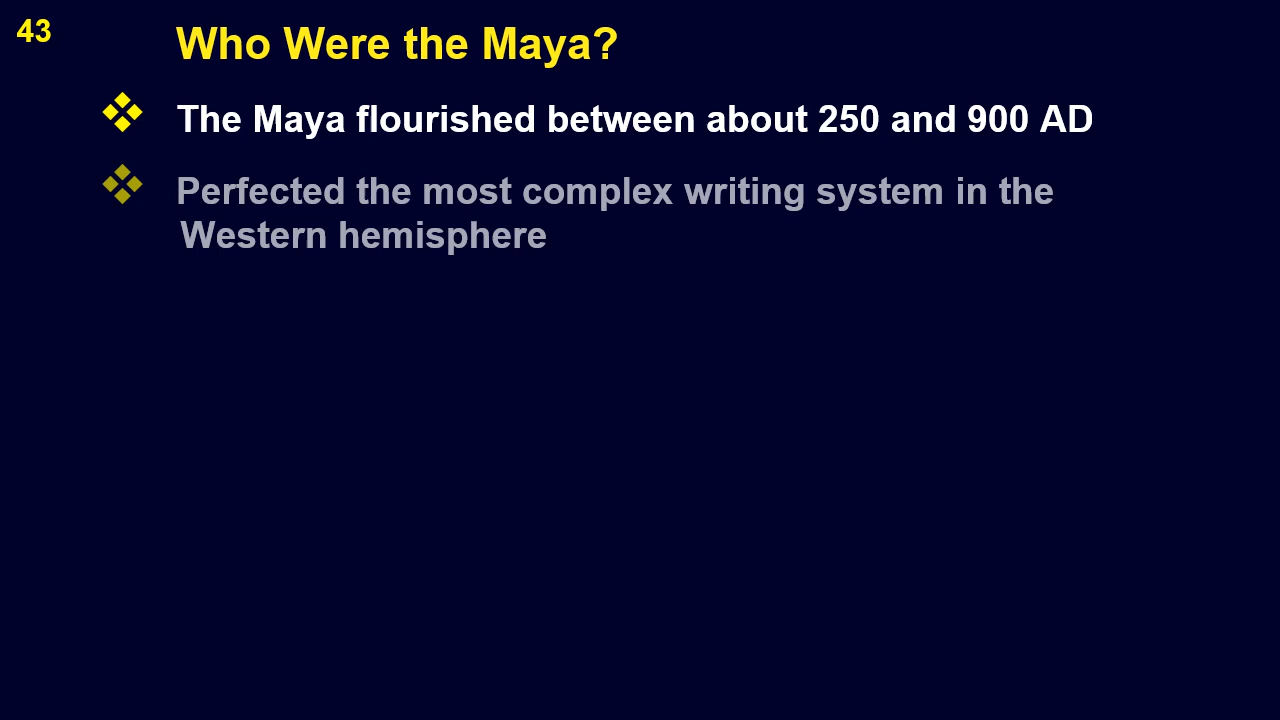 43
Who Were the Maya?
❖ The Maya flourished between about 250 and 900 AD
❖ Perfected the most complex writing system in the
Western hemisphere